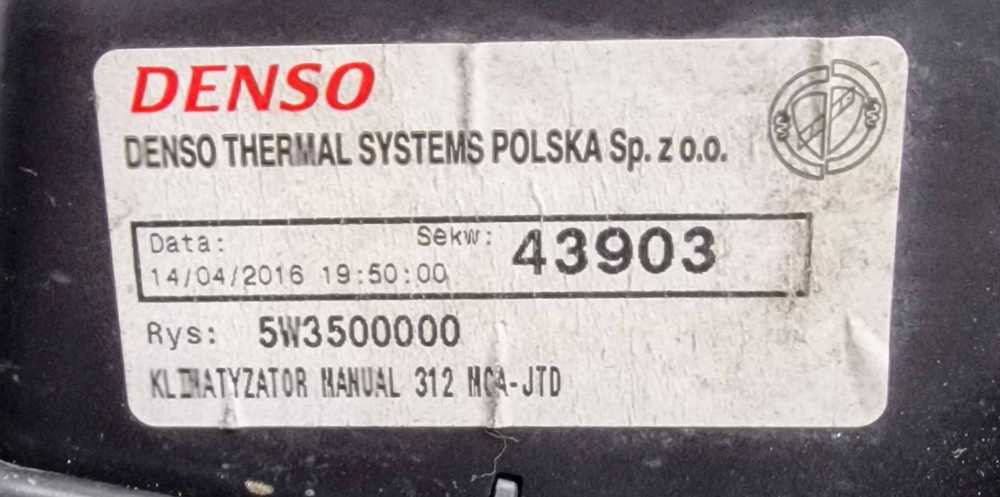 DENSO
DENSO THERMAL SYSTEMS POLSKA Sp. z o.o.
Data: Sekw: 43903
14/04/2016 19:50:00
Rys: 5W3500000
KLIMATYZATOR MANUAL 312 MCA-JTD